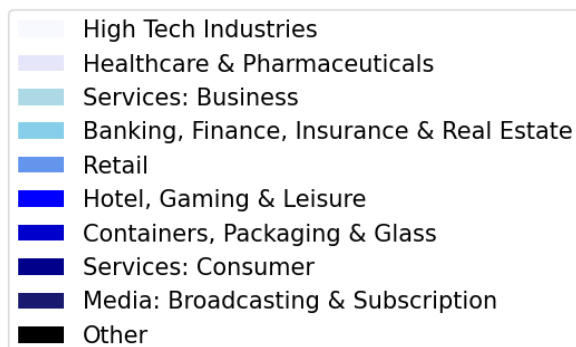 High Tech Industries
Healthcare & Pharmaceuticals
Services: Business
Banking, Finance, Insurance & Real Estate
Retail
Hotel, Gaming & Leisure
Containers, Packaging & Glass
Services: Consumer
Media: Broadcasting & Subscription
Other